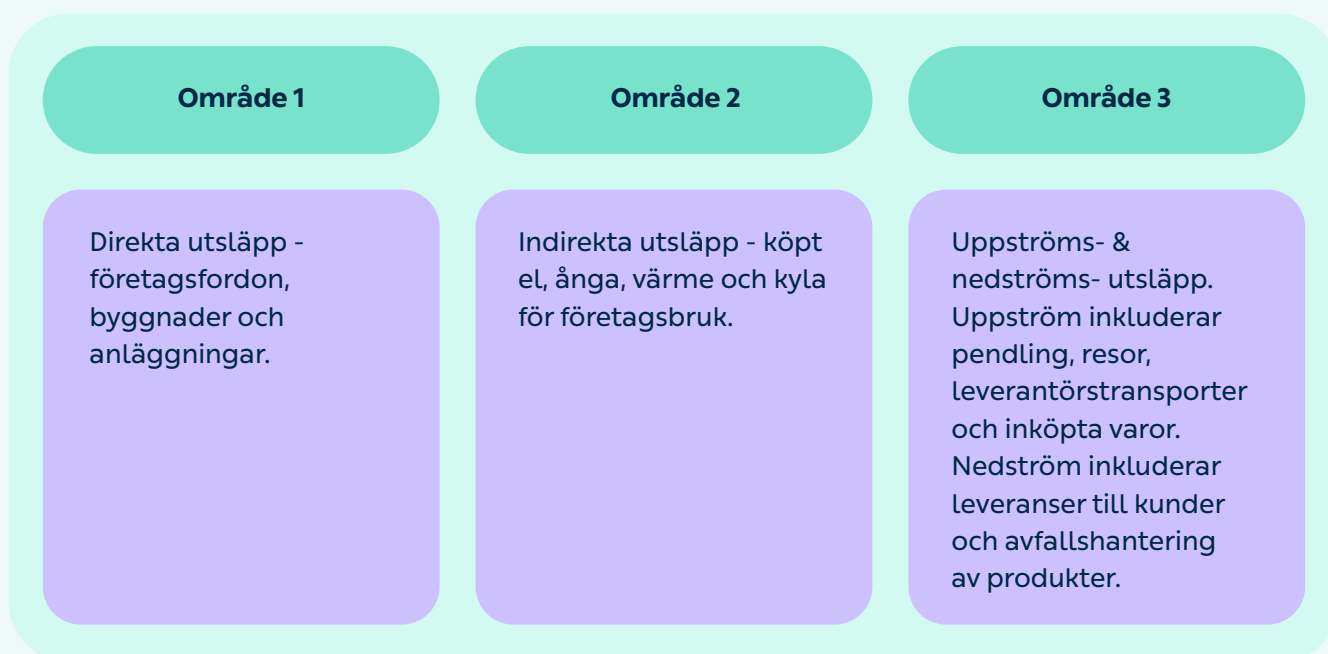 Område 1
Område 2
Område 3
Direkta utsläpp -
företagsfordon,
byggnader och
anläggningar.
Indirekta utsläpp - köpt
el, ånga, värme och kyla
för företagsbruk.
Uppströms- &
nedströms- utsläpp.
Uppström inkluderar
pendling, resor,
leverantörstransporter
och inköpta varor.
Nedström inkluderar
leveranser till kunder
och avfallshantering
av produkter.